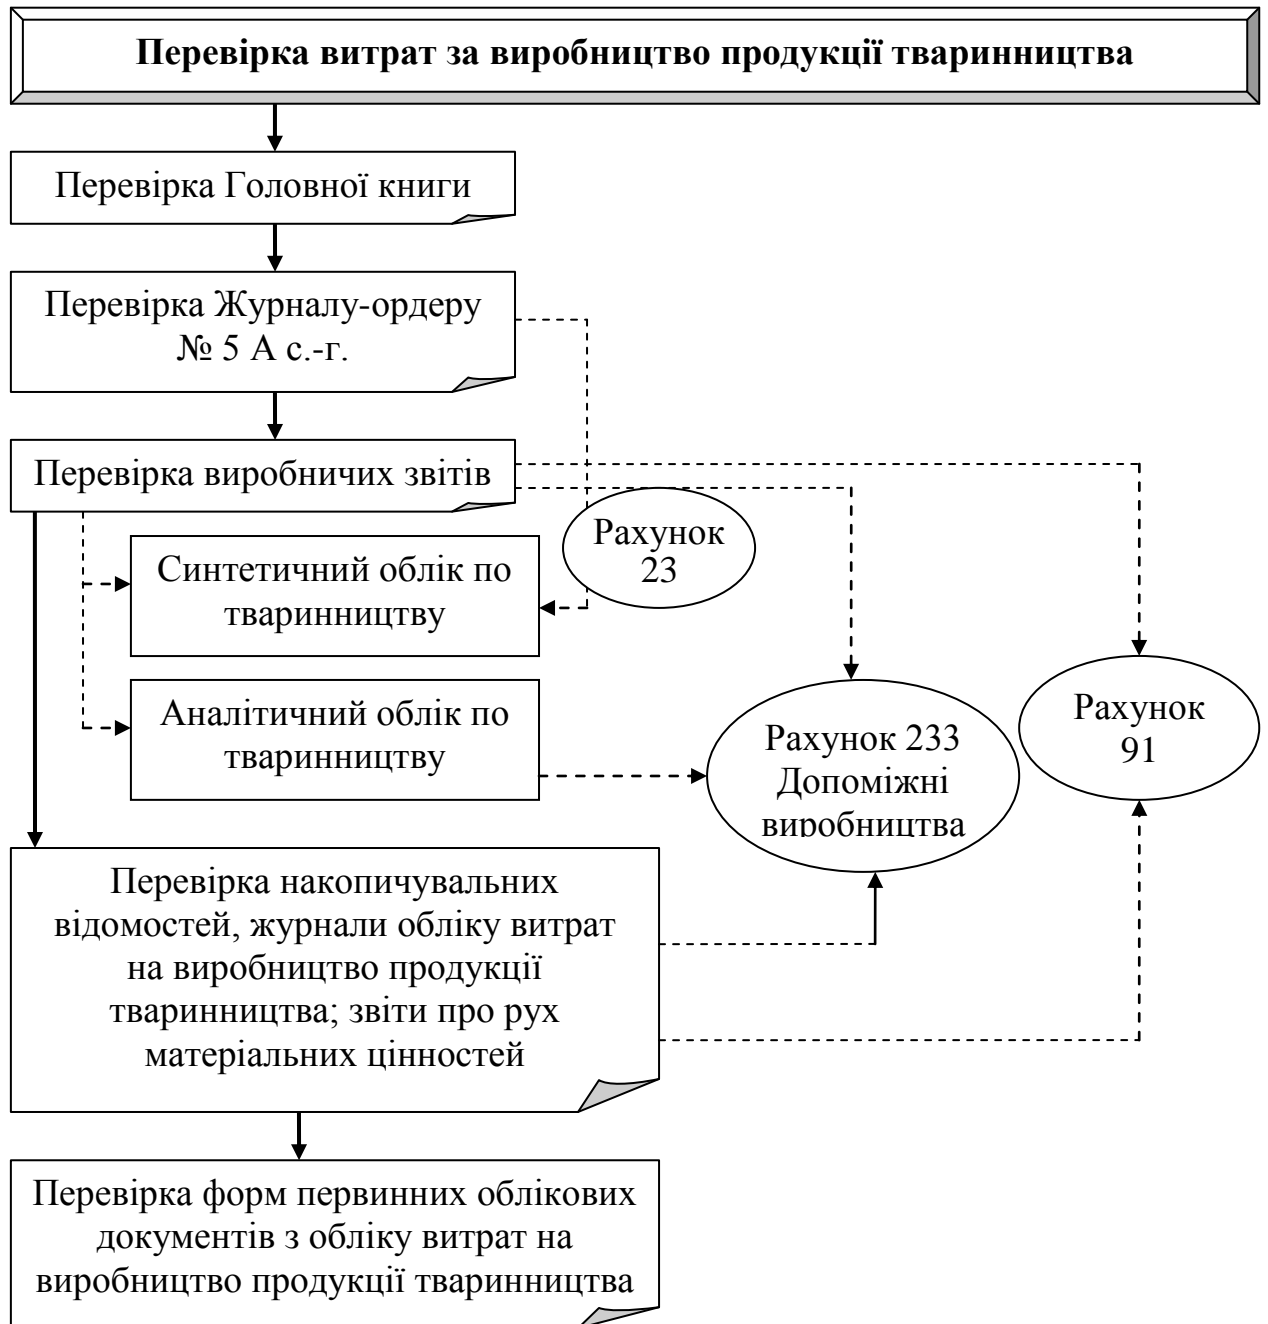 Перевірка витрат за виробництво продукції тваринництва
Перевірка Головної книги
Перевірка Журналу-ордеру
№ 5 А с.-г.
Перевірка виробничих звітів
Рахунок
23
Синтетичний облік по
тваринництву
Аналітичний облік по
тваринництву
Рахунок 233
Допоміжні
виробництва
Рахунок
91
Перевірка накопичувальних
відомостей, журнали обліку витрат
на виробництво продукції
тваринництва; звіти про рух
матеріальних цінностей
Перевірка форм первинних облікових
документів з обліку витрат на
виробництво продукції тваринництва